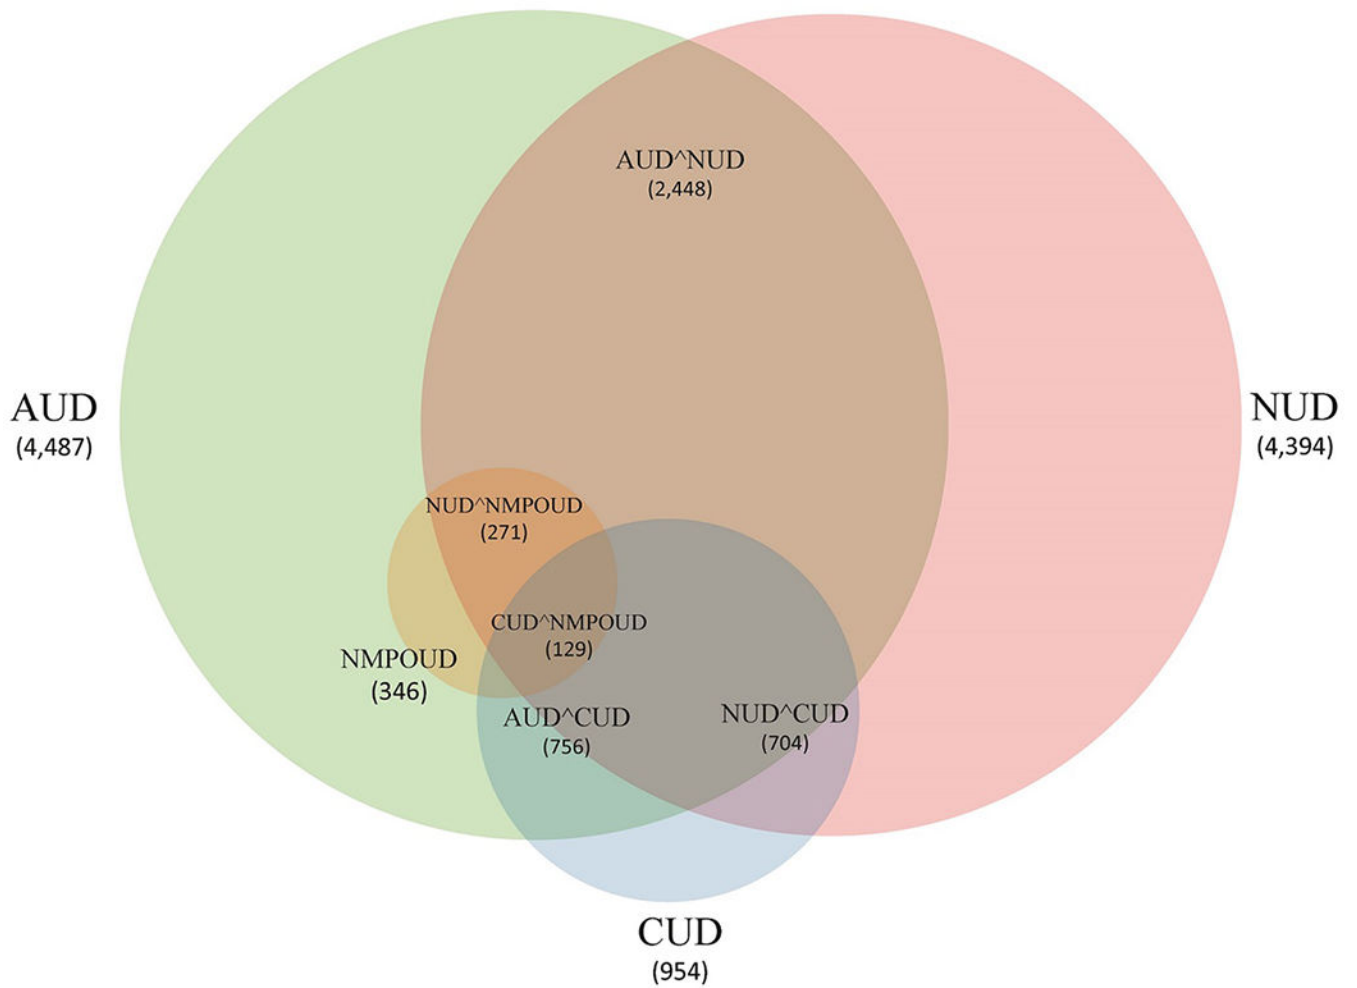 AUD^NUD
(2,448)
AUD
(4,487)
NUD
(4,394)
NUD^NMPOUD
(271)
CUD^NMPOUD
(129)
NMPOUD
(346)
AUD^CUD
(756)
NUD^CUD
(704)
CUD
(954)